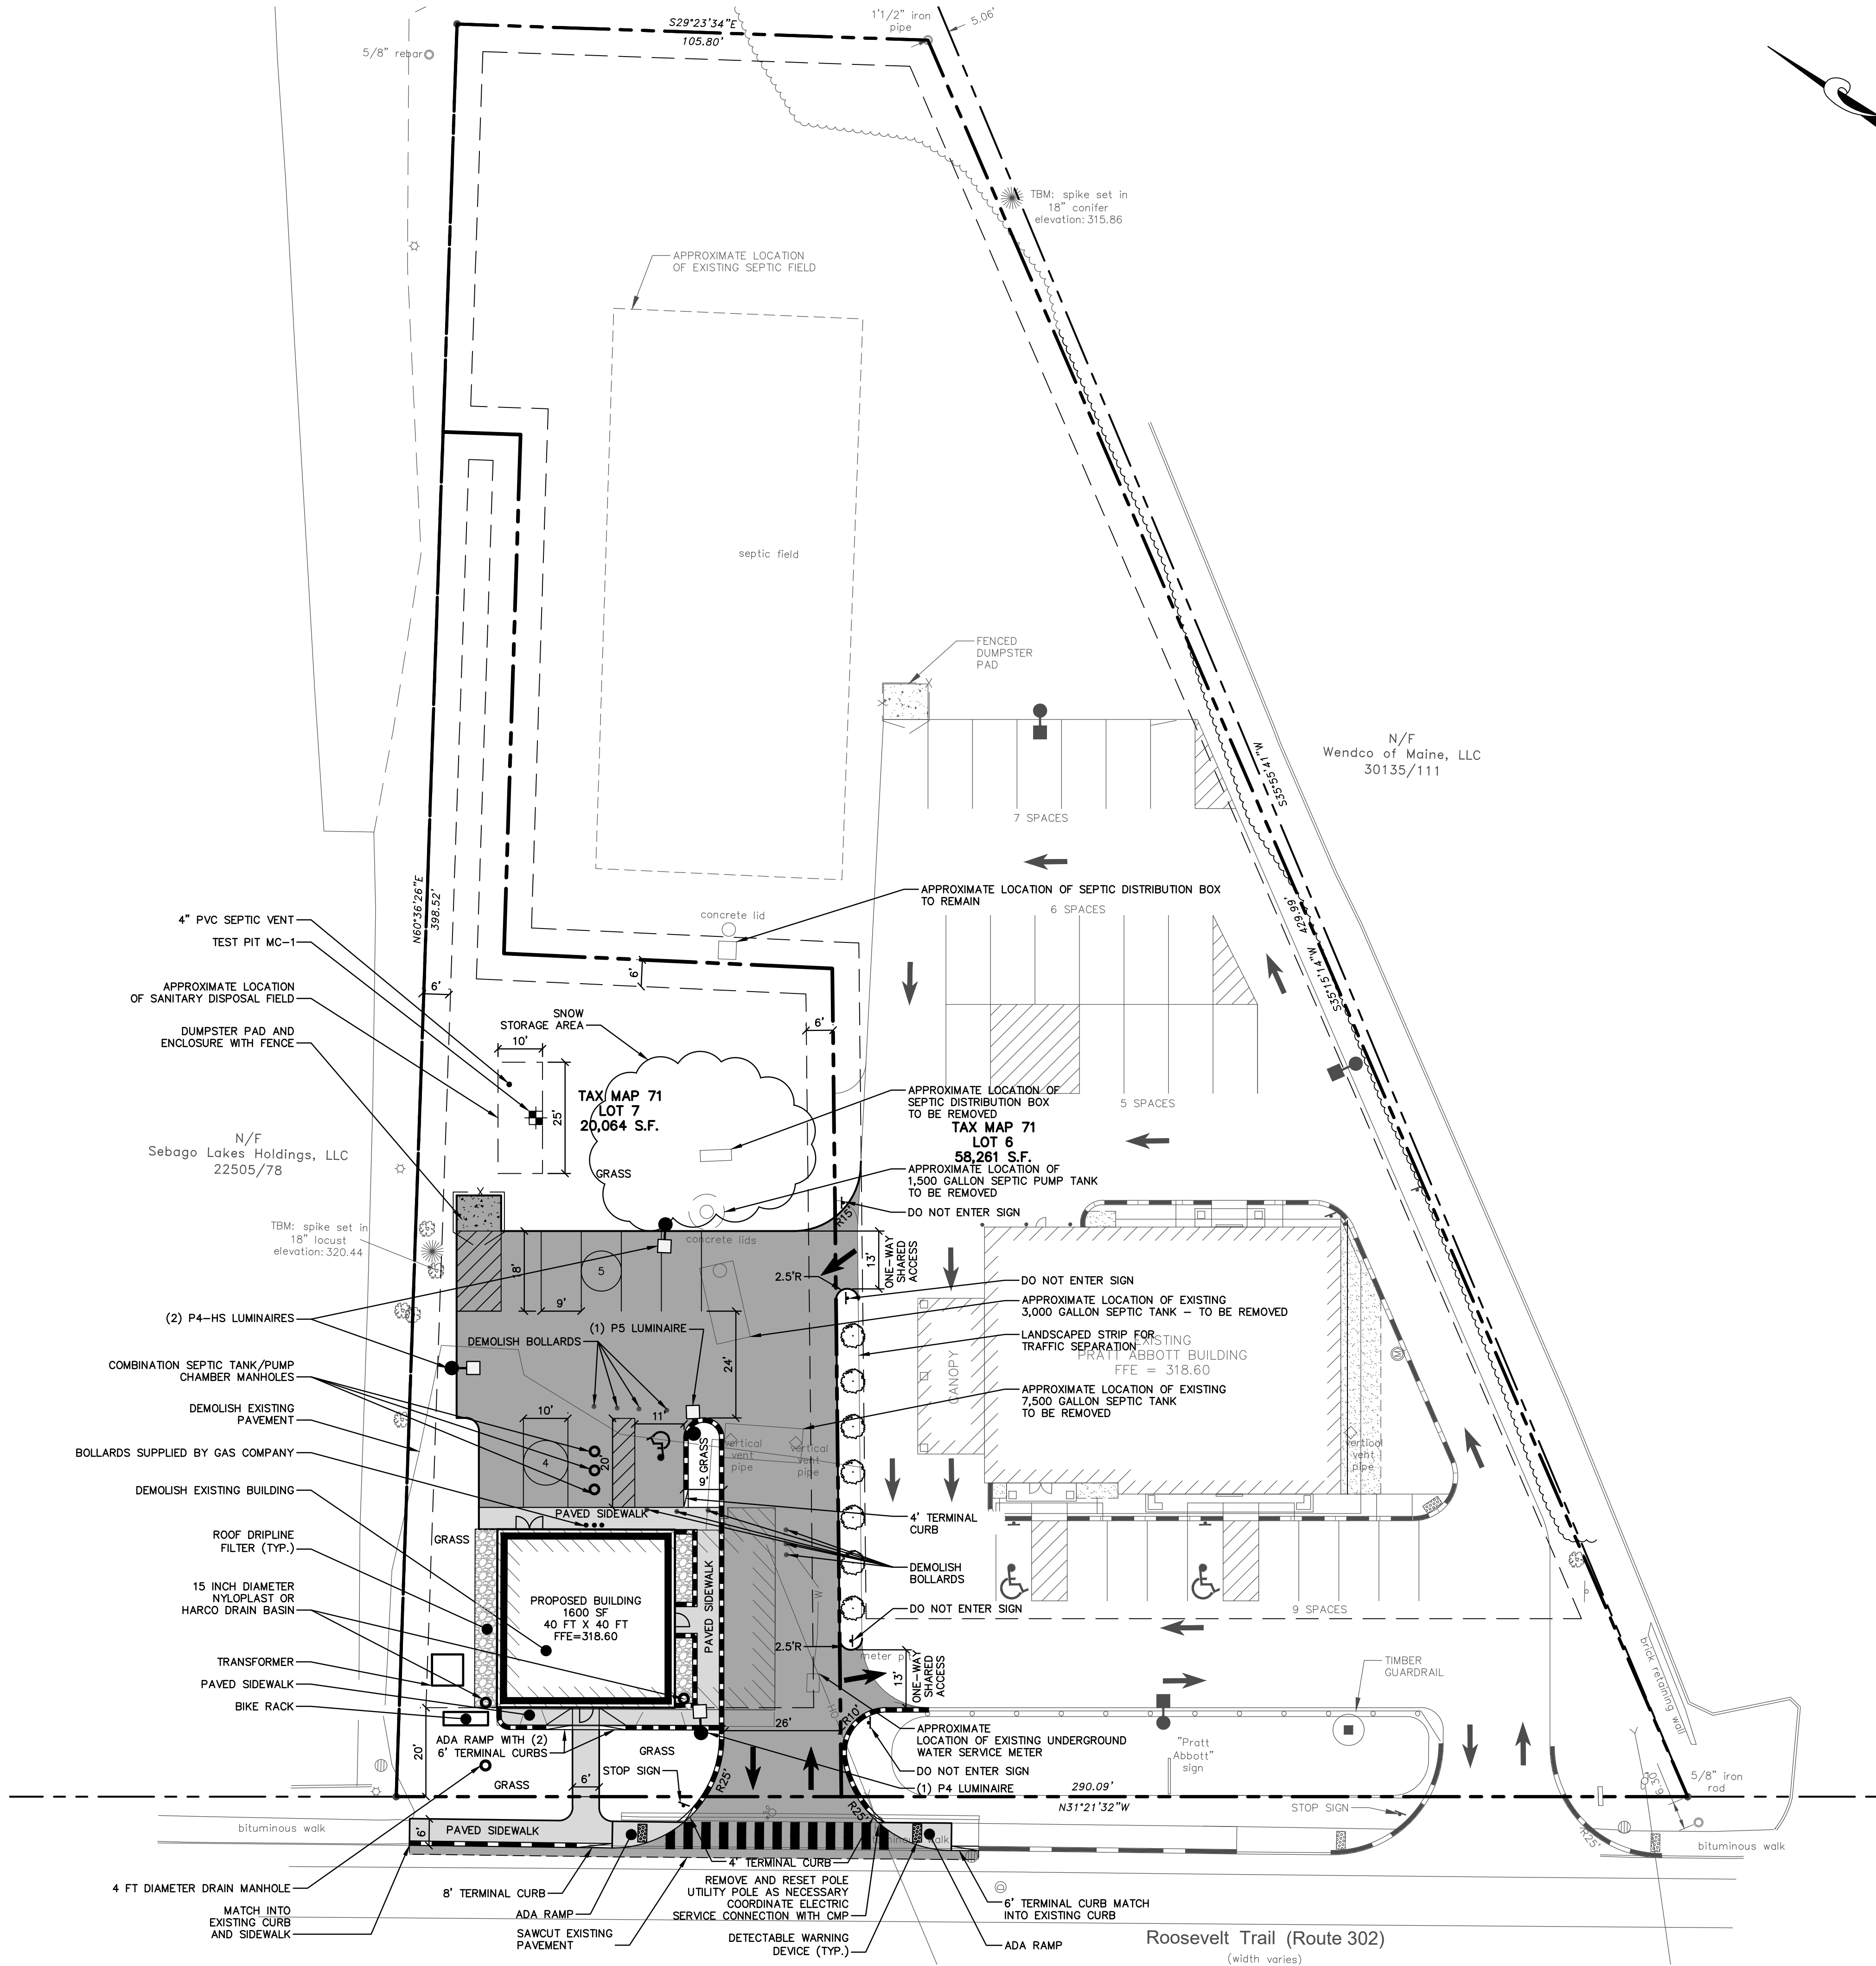 S29°23'34"E
105.80'
1'1/2" iron
pipe
5.06'
5/8" rebar
TBM: spike set in
18" conifer
elevation: 315.86
APPROXIMATE LOCATION
OF EXISTING SEPTIC FIELD
septic field
FENCED
DUMPSTER
PAD
N/F
Wendco of Maine, LLC
30135/111
S35°55'41"W
7 SPACES
N60°36'26"E
398.52'
429.99'
S35°15'14"W
APPROXIMATE LOCATION OF SEPTIC DISTRIBUTION BOX
TO REMAIN
6 SPACES
concrete lid
4" PVC SEPTIC VENT
TEST PIT MC-1
APPROXIMATE LOCATION
OF SANITARY DISPOSAL FIELD
DUMPSTER PAD AND
ENCLOSURE WITH FENCE
6'
6'
6'
SNOW
STORAGE AREA
10'
25'
TAX MAP 71
LOT 7
20,064 S.F.
GRASS
APPROXIMATE LOCATION OF
SEPTIC DISTRIBUTION BOX
TO BE REMOVED
5 SPACES
TAX MAP 71
LOT 6
58,261 S.F.
APPROXIMATE LOCATION OF
1,500 GALLON SEPTIC PUMP TANK
TO BE REMOVED
DO NOT ENTER SIGN
N/F
Sebago Lakes Holdings, LLC
22505/78
TBM: spike set in
18" locust
elevation: 320.44
concrete lids
R15'
13'
ONE-WAY
SHARED
ACCESS
2.5'R
18'
9'
5
DO NOT ENTER SIGN
APPROXIMATE LOCATION OF EXISTING
3,000 GALLON SEPTIC TANK - TO BE REMOVED
LANDSCAPED STRIP FOR
TRAFFIC SEPARATION
EXISTING
PRATT ABBOTT BUILDING
FFE = 318.60
CANOPY
APPROXIMATE LOCATION OF EXISTING
7,500 GALLON SEPTIC TANK
TO BE REMOVED
(2) P4-HS LUMINAIRES
(1) P5 LUMINAIRE
DEMOLISH BOLLARDS
24'
COMBINATION SEPTIC TANK/PUMP
CHAMBER MANHOLES
DEMOLISH EXISTING
PAVEMENT
BOLLARDS SUPPLIED BY GAS COMPANY
10'
11'
4
20'
GRASS
9'
vertical
vent
pipe
vertical
vent
pipe
vertical
vent
pipe
DEMOLISH EXISTING BUILDING
PAVED SIDEWALK
GRASS
4' TERMINAL
CURB
ROOF DRIPLINE
FILTER (TYP.)
DEMOLISH
BOLLARDS
15 INCH DIAMETER
NYLOPLAST OR
HARCO DRAIN BASIN
PROPOSED BUILDING
1600 SF
40 FT X 40 FT
FFE=318.60
PAVED SIDEWALK
W
DO NOT ENTER SIGN
9 SPACES
2.5'R
meter pit
13'
ONE-WAY
SHARED
ACCESS
TIMBER
GUARDRAIL
brick retaining wall
TRANSFORMER
PAVED SIDEWALK
BIKE RACK
20'
ADA RAMP WITH (2)
6' TERMINAL CURBS
GRASS
GRASS
6'
26'
OH
R10'
APPROXIMATE
LOCATION OF EXISTING UNDERGROUND
WATER SERVICE METER
DO NOT ENTER SIGN
(1) P4 LUMINAIRE
"Pratt
Abbott"
sign
STOP SIGN
R25'
R25'
290.09'
N31°21'32"W
STOP SIGN
6.30'
5/8" iron
rod
R25'
bituminous walk
6'
PAVED SIDEWALK
bituminous walk
bituminous walk
4 FT DIAMETER DRAIN MANHOLE
MATCH INTO
EXISTING CURB
AND SIDEWALK
8' TERMINAL CURB
ADA RAMP
SAWCUT EXISTING
PAVEMENT
4' TERMINAL CURB
REMOVE AND RESET POLE
UTILITY POLE AS NECESSARY
COORDINATE ELECTRIC
SERVICE CONNECTION WITH CMP
DETECTABLE WARNING
DEVICE (TYP.)
6' TERMINAL CURB MATCH
INTO EXISTING CURB
ADA RAMP
D
Roosevelt Trail (Route 302)
(width varies)